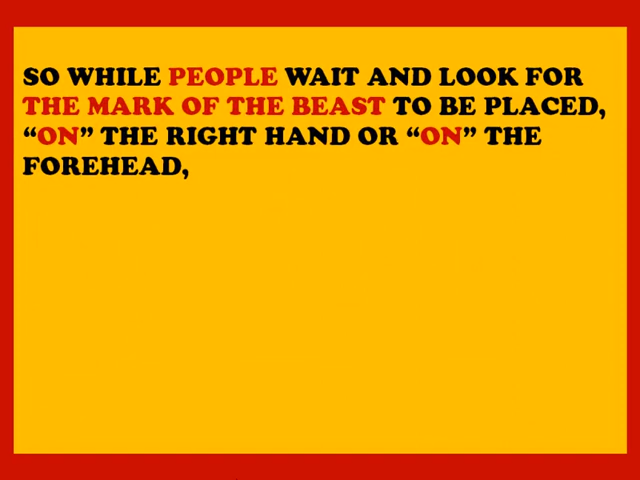 SO WHILE PEOPLE WAIT AND LOOK FOR
THE MARK OF THE BEAST TO BE PLACED,
“ON” THE RIGHT HAND OR “ON” THE
FOREHEAD,